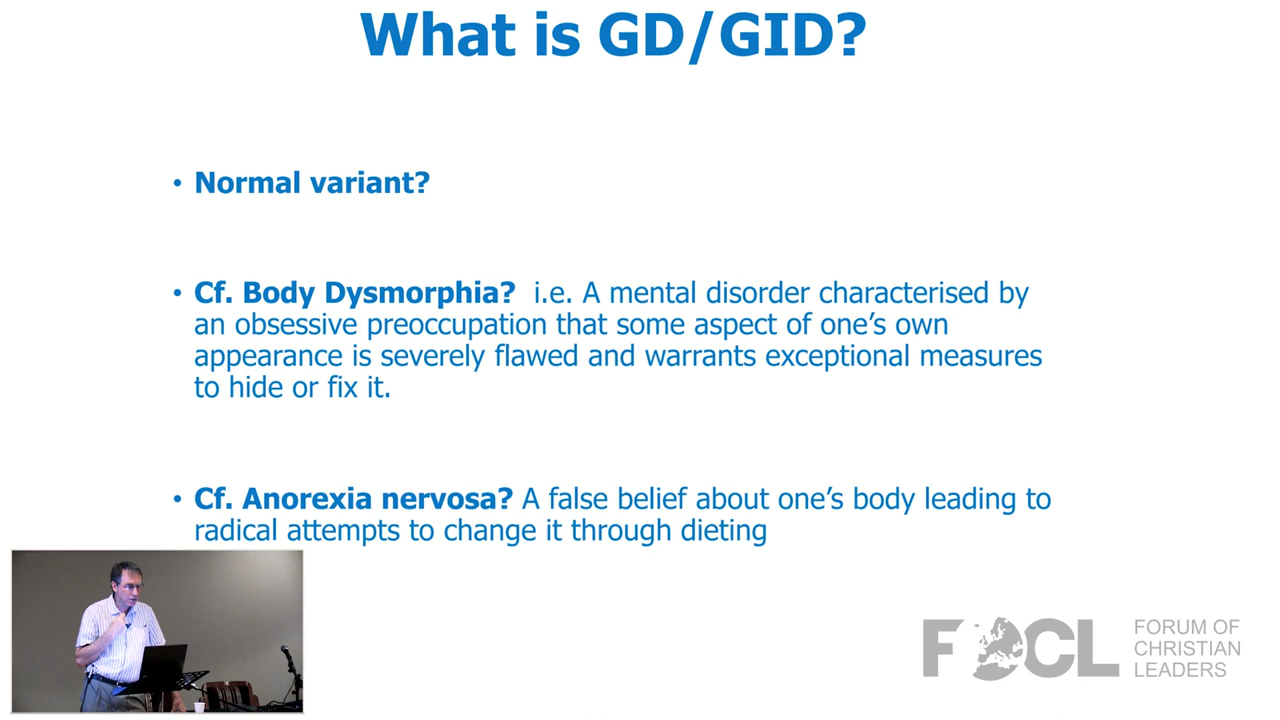 What is GD/GID?
• Normal variant?
• Cf. Body Dysmorphia? i.e. A mental disorder characterised by
an obsessive preoccupation that some aspect of one’s own
appearance is severely flawed and warrants exceptional measures
to hide or fix it.
• Cf. Anorexia nervosa? A false belief about one’s body leading to
radical attempts to change it through dieting
FOCL
FORUM OF
CHRISTIAN
LEADERS